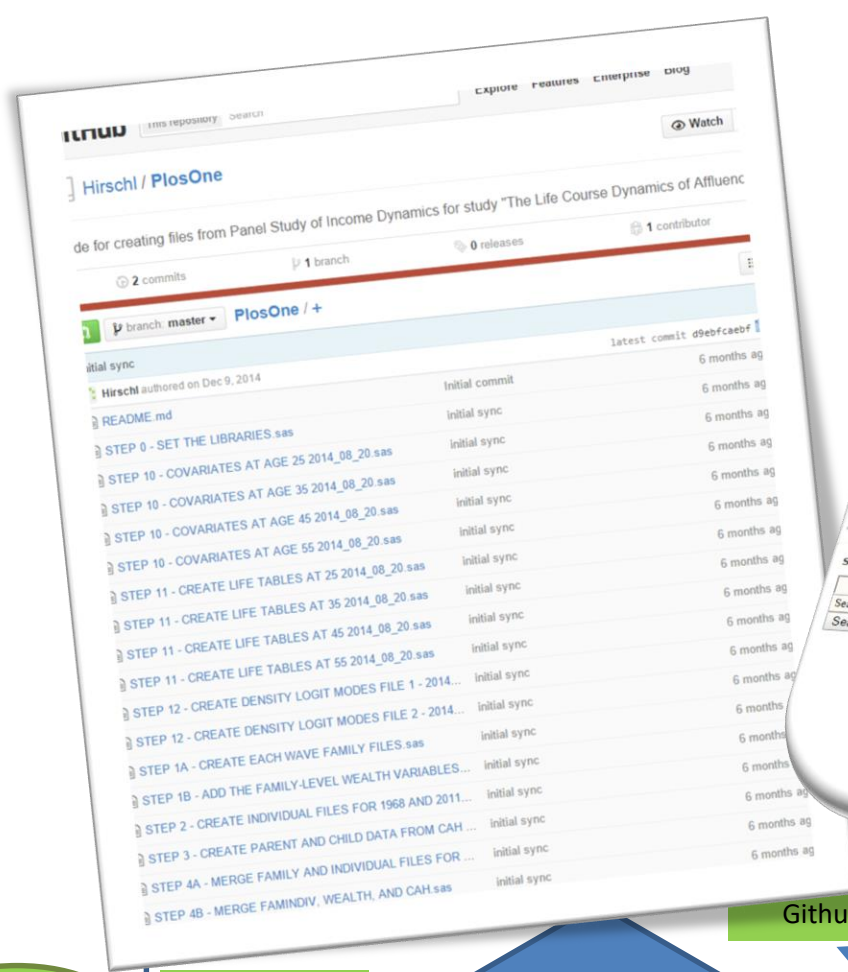 This repository Search
Explore Features Enterprise Blog
Watch
Hirschl / PlosOne
de for creating files from Panel Study of Income Dynamics for study "The Life Course Dynamics of Affluenc
2 commits 1 branch 0 releases 1 contributor
branch: master PlosOne / +
itial sync
Hirschl authored on Dec 9, 2014 latest commit d9ebfcaebf
README.md Initial commit 6 months ag
STEP 0 - SET THE LIBRARIES.sas initial sync 6 months ag
STEP 10 - COVARIATES AT AGE 25 2014_08_20.sas initial sync 6 months ag
STEP 10 - COVARIATES AT AGE 35 2014_08_20.sas initial sync 6 months ag
STEP 10 - COVARIATES AT AGE 45 2014_08_20.sas initial sync 6 months ag
STEP 10 - COVARIATES AT AGE 55 2014_08_20.sas initial sync 6 months ag
STEP 11 - CREATE LIFE TABLES AT 25 2014_08_20.sas initial sync 6 months ag
STEP 11 - CREATE LIFE TABLES AT 35 2014_08_20.sas initial sync 6 months ag
STEP 11 - CREATE LIFE TABLES AT 45 2014_08_20.sas initial sync 6 months ag
STEP 11 - CREATE LIFE TABLES AT 55 2014_08_20.sas initial sync 6 months ag
STEP 12 - CREATE DENSITY LOGIT MODES FILE 1 - 2014... initial sync 6 months ag
STEP 12 - CREATE DENSITY LOGIT MODES FILE 2 - 2014... initial sync 6 months ag
STEP 1A - CREATE EACH WAVE FAMILY FILES.sas initial sync 6 months
STEP 1B - ADD THE FAMILY-LEVEL WEALTH VARIABLES... initial sync 6 months
STEP 2 - CREATE INDIVIDUAL FILES FOR 1968 AND 2011... initial sync 6 months
STEP 3 - CREATE PARENT AND CHILD DATA FROM CAH ... initial sync 6 months ag
STEP 4A - MERGE FAMILY AND INDIVIDUAL FILES FOR ... initial sync 6 months ag
STEP 4B - MERGE FAMINDIV, WEALTH, AND CAH.sas initial sync 6 months ag
Githu